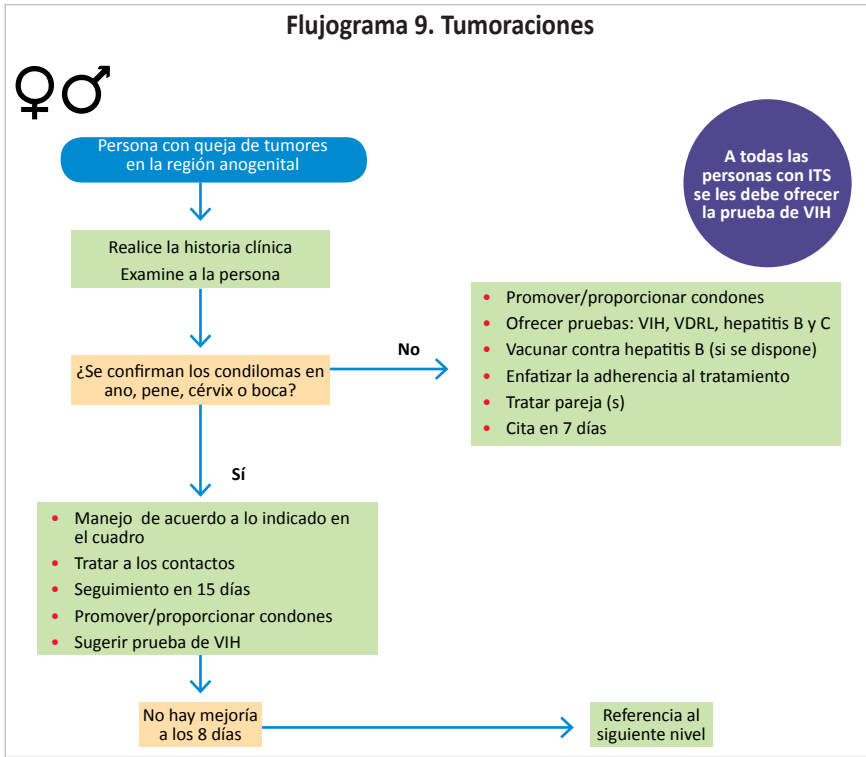 Flujograma 9. Tumoraciones
Persona con queja de tumores
en la región anogenital
A todas las
personas con ITS
se les debe ofrecer
la prueba de VIH
Realice la historia clínica
Examine a la persona
¿Se confirman los condilomas en
ano, pene, cérvix o boca?
No
• Promover/proporcionar condones
• Ofrecer pruebas: VIH, VDRL, hepatitis B y C
• Vacunar contra hepatitis B (si se dispone)
• Enfatizar la adherencia al tratamiento
• Tratar pareja (s)
• Cita en 7 días
Sí
• Manejo de acuerdo a lo indicado en
el cuadro
• Tratar a los contactos
• Seguimiento en 15 días
• Promover/proporcionar condones
• Sugerir prueba de VIH
No hay mejoría
a los 8 días
Referencia al
siguiente nivel